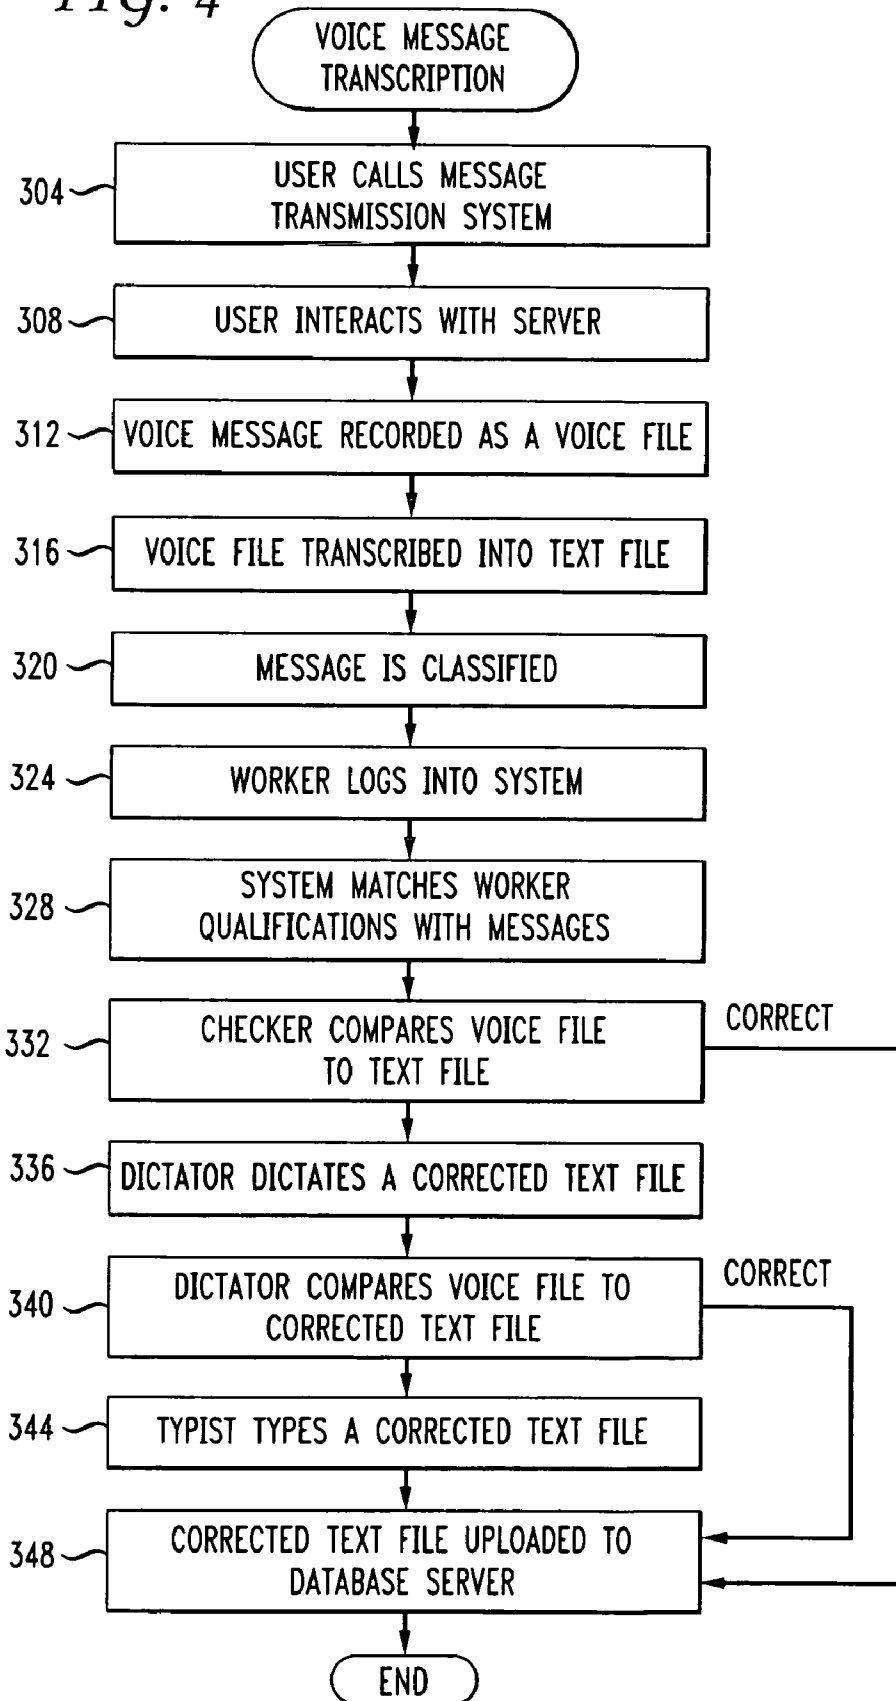 FIG. 4
VOICE MESSAGE
TRANSCRIPTION
304
USER CALLS MESSAGE
TRANSMISSION SYSTEM
308
USER INTERACTS WITH SERVER
312
VOICE MESSAGE RECORDED AS A VOICE FILE
316
VOICE FILE TRANSCRIBED INTO TEXT FILE
320
MESSAGE IS CLASSIFIED
324
WORKER LOGS INTO SYSTEM
328
SYSTEM MATCHES WORKER
QUALIFICATIONS WITH MESSAGES
332
CHECKER COMPARES VOICE FILE
TO TEXT FILE
CORRECT
336
DICTATOR DICTATES A CORRECTED TEXT FILE
340
DICTATOR COMPARES VOICE FILE TO
CORRECTED TEXT FILE
CORRECT
344
TYPIST TYPES A CORRECTED TEXT FILE
348
CORRECTED TEXT FILE UPLOADED TO
DATABASE SERVER
END